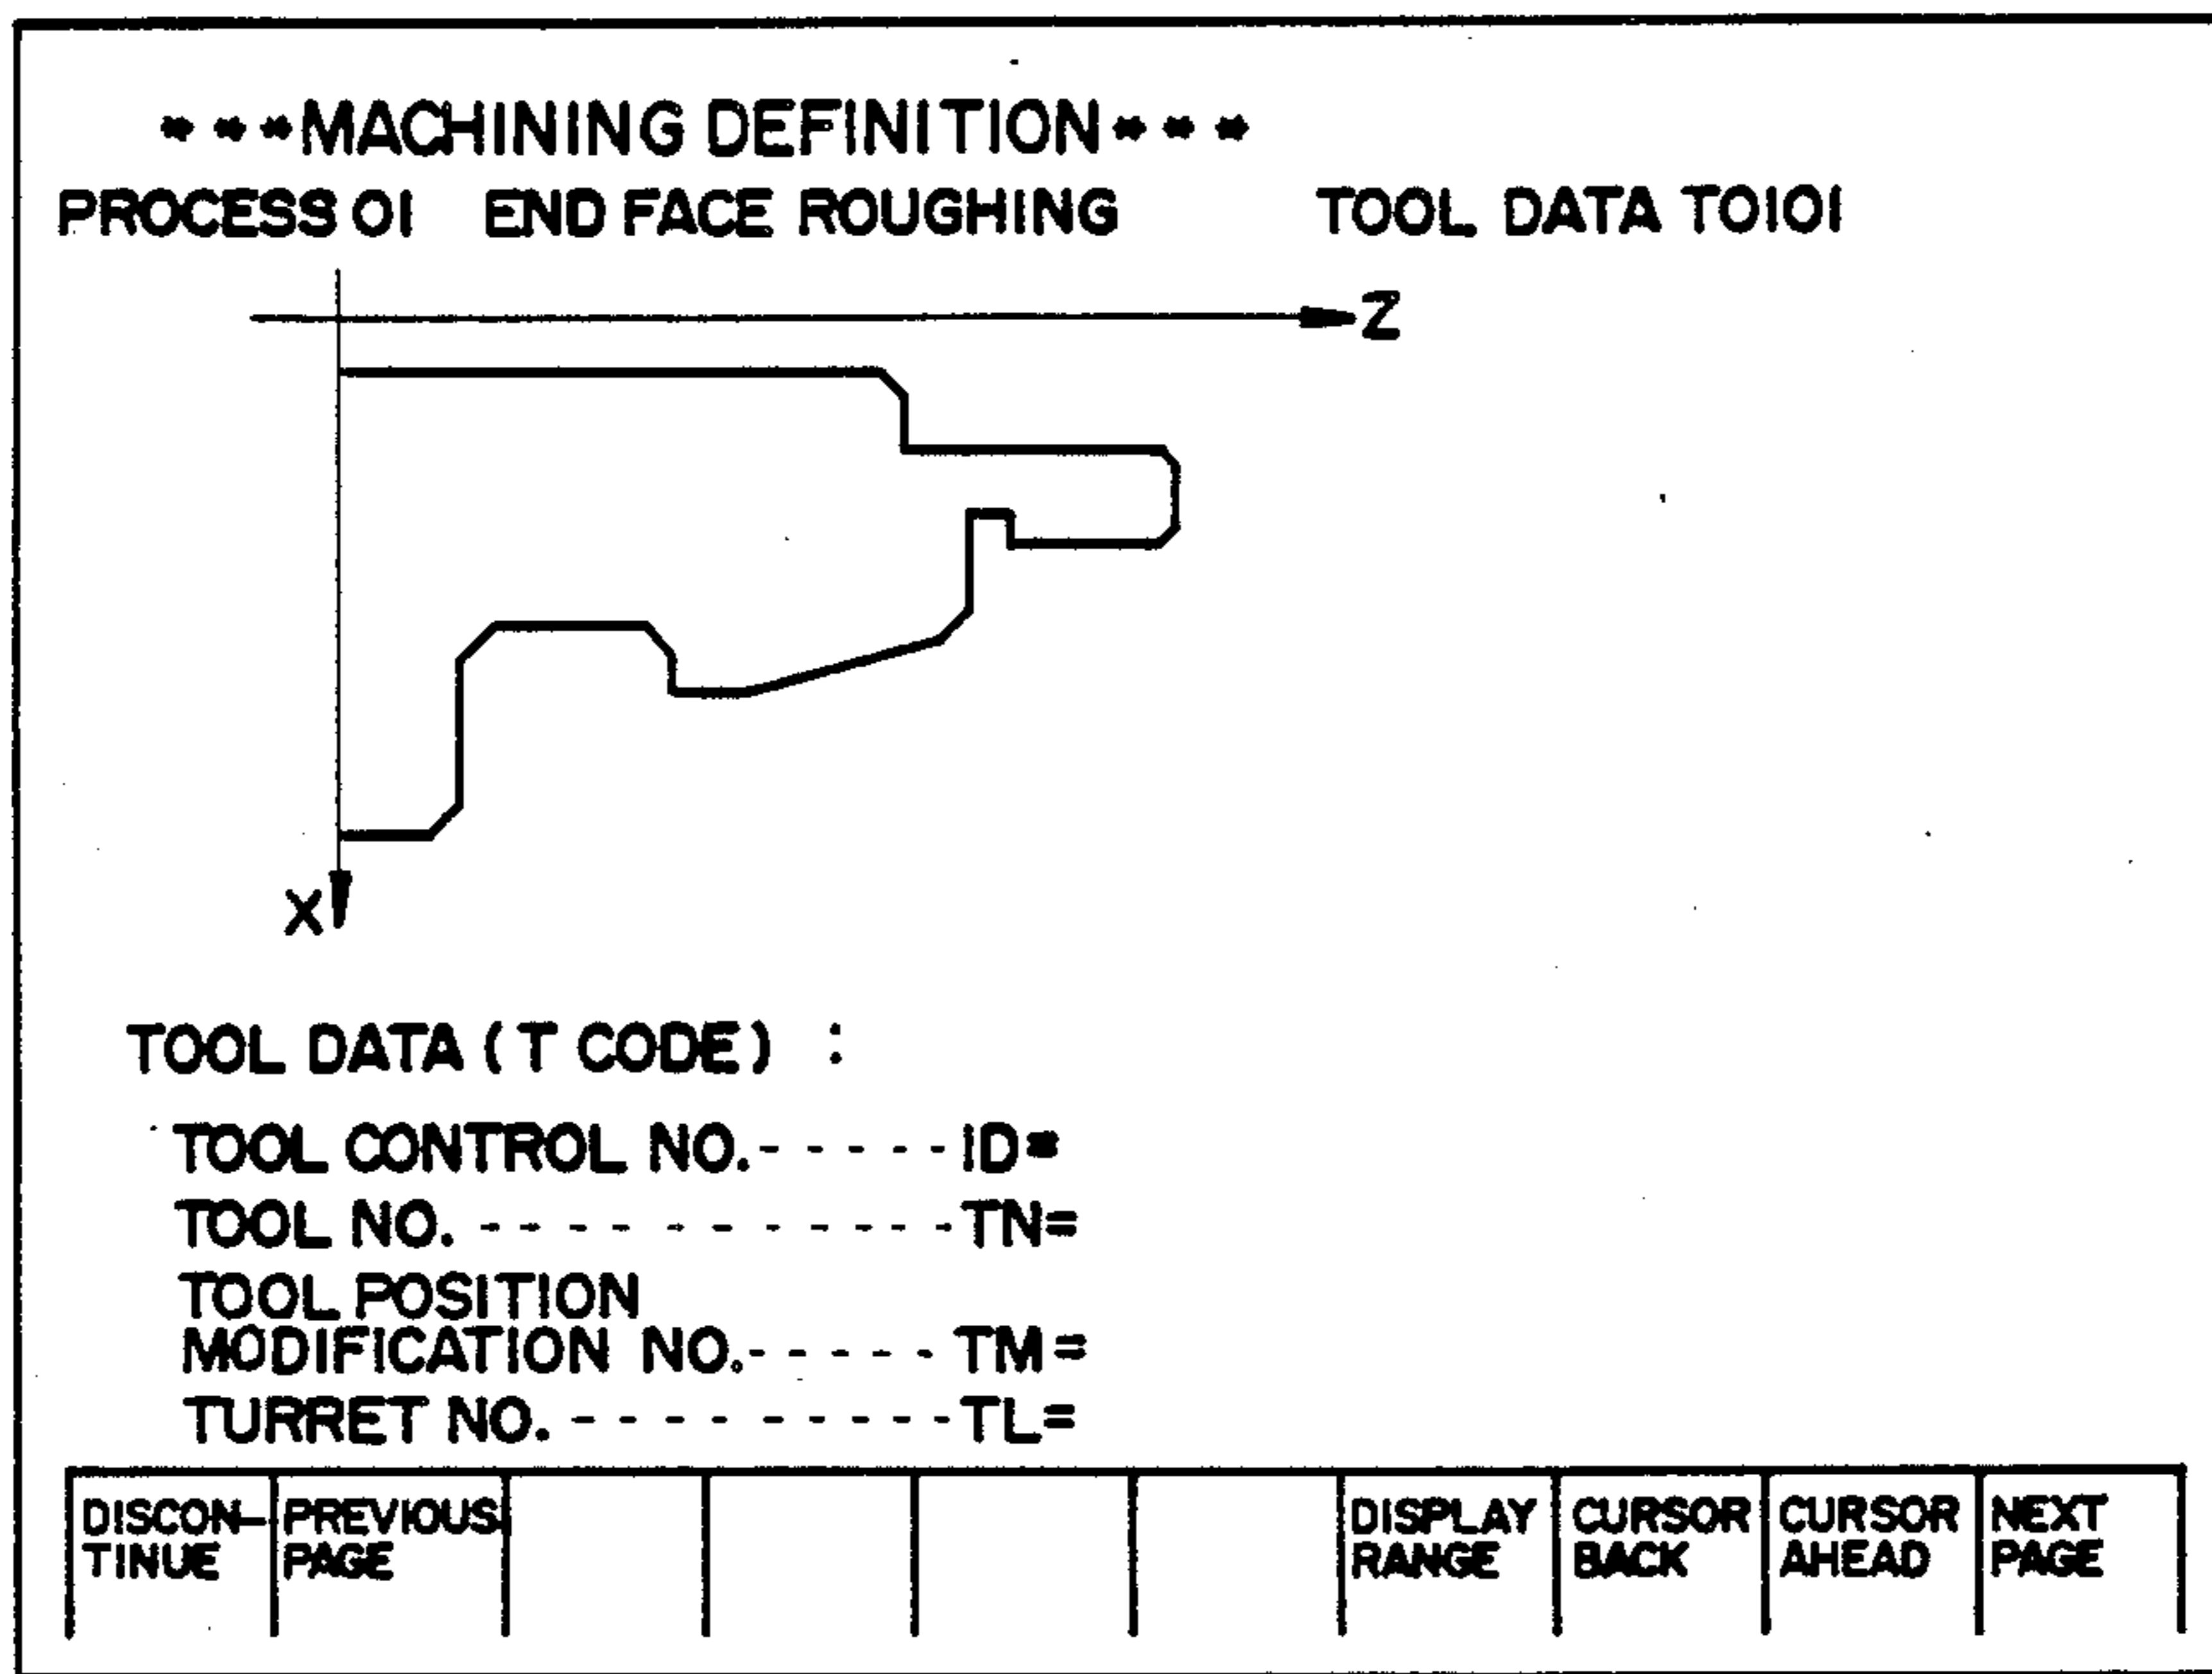 ***MACHINING DEFINITION***
PROCESS 01 END FACE ROUGHING TOOL DATA T0101
Z
X
TOOL DATA (T CODE) :
TOOL CONTROL NO.-----ID=
TOOL NO. -----------TN=
TOOL POSITION
MODIFICATION NO.-----TM=
TURRET NO. ---------TL=
DISCON-
TINUE
PREVIOUS
PAGE
DISPLAY
RANGE
CURSOR
BACK
CURSOR
AHEAD
NEXT
PAGE